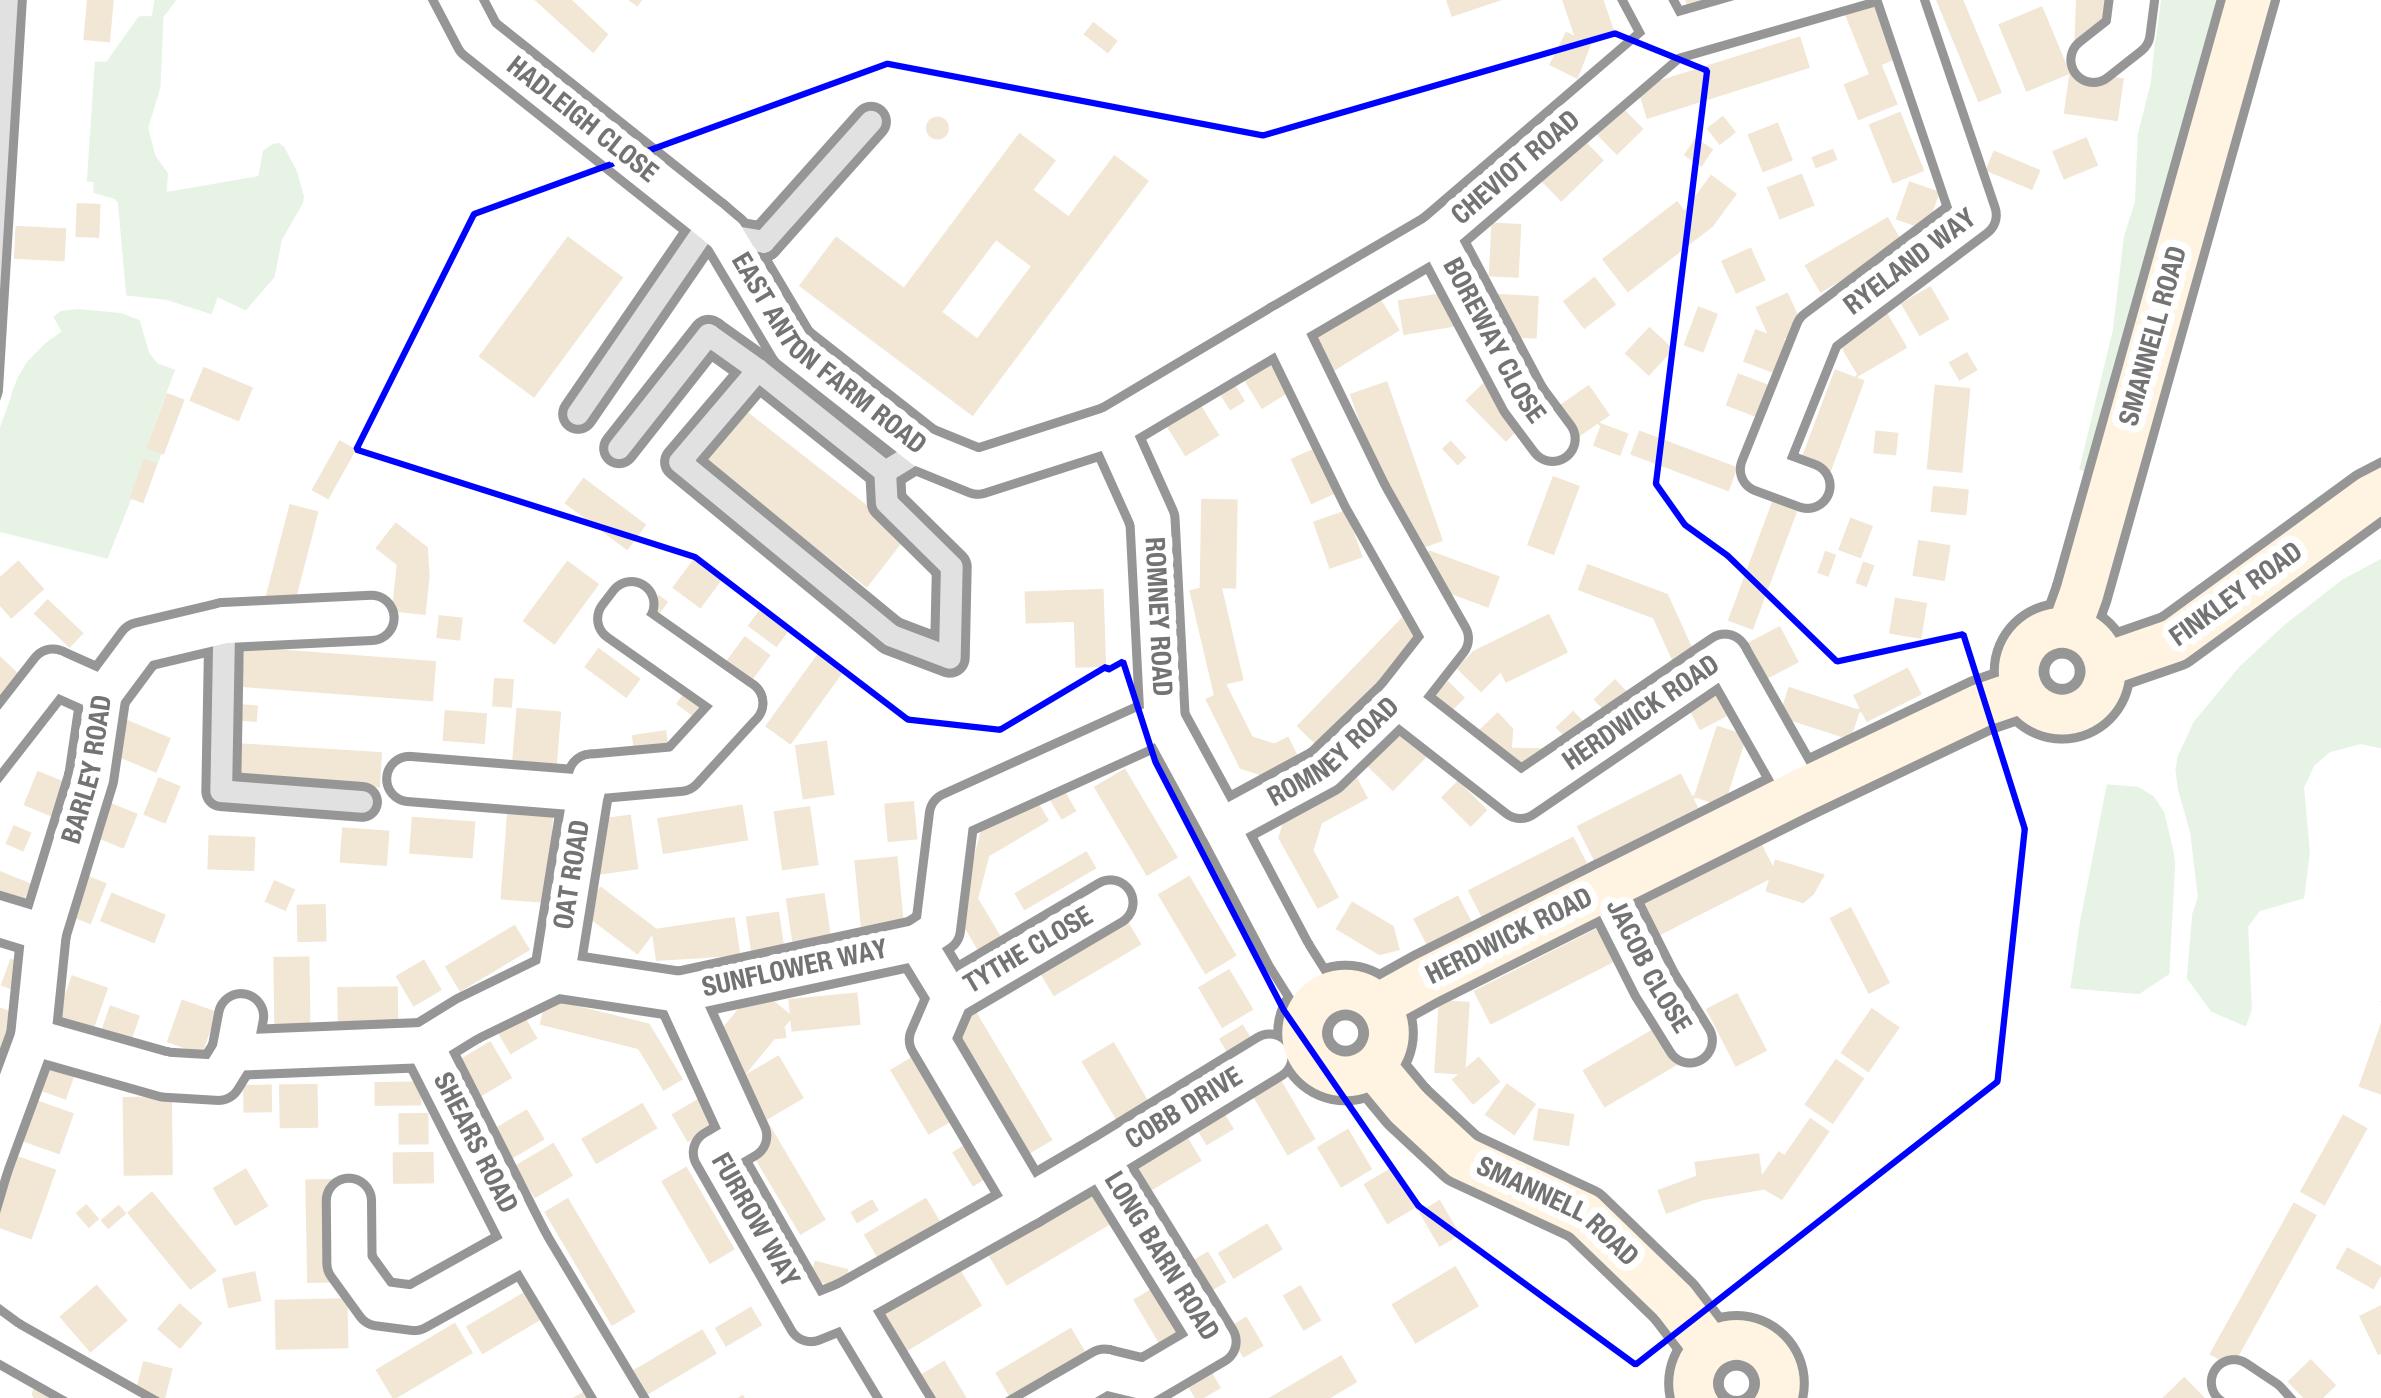 HADLEIGH CLOSE
CHEVIOT ROAD
RYELAND WAY
SMANNELL ROAD
EAST ANTON FARM ROAD
BOREWAY CLOSE
FINKLEY ROAD
ROMNEY ROAD
HERDWICK ROAD
ROMNEY ROAD
BARLEY ROAD
OAT ROAD
HERDWICK ROAD
JACOB CLOSE
SUNFLOWER WAY
TYTHE CLOSE
COBB DRIVE
SHEARS ROAD
FURROW WAY
LONG BARN ROAD
SMANNELL ROAD